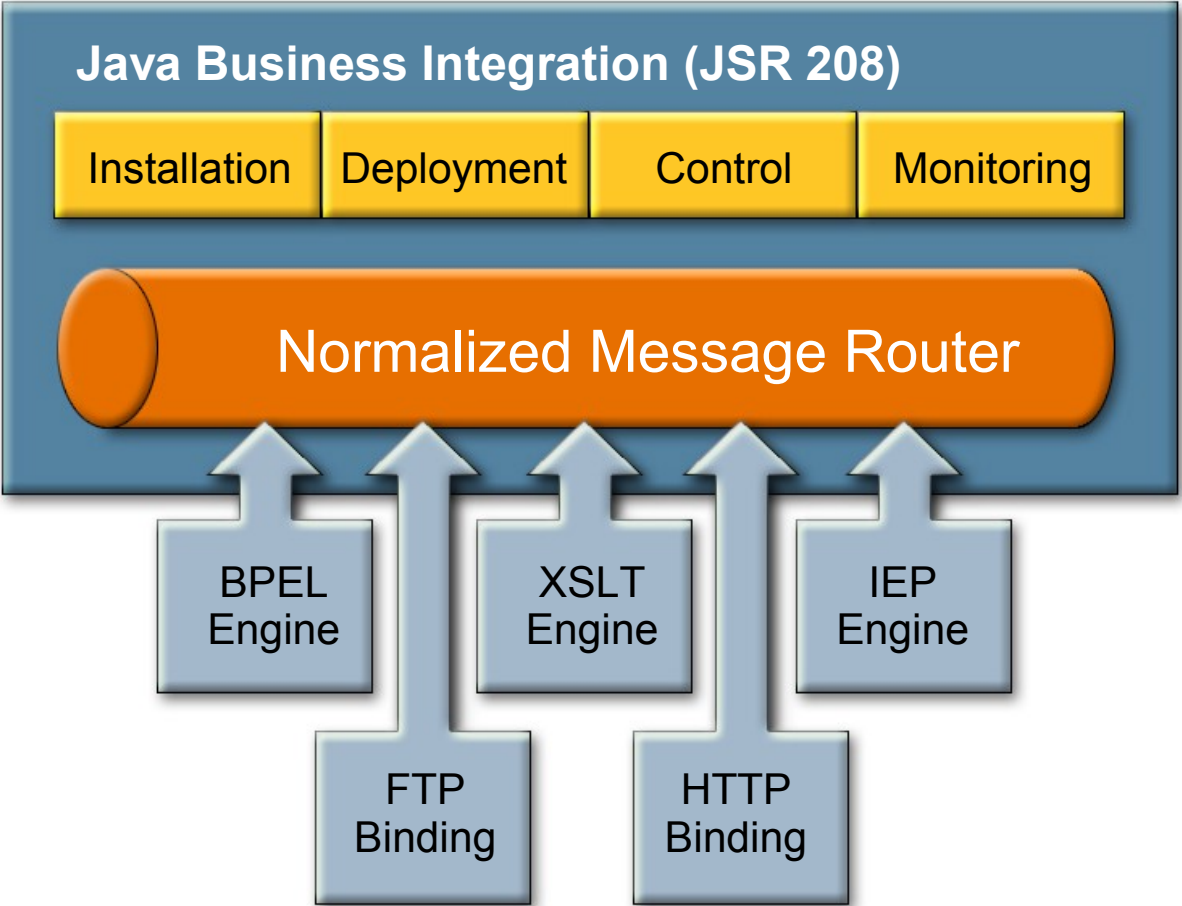 Java Business Integration (JSR 208)
Installation
Deployment
Control
Monitoring
Normalized Message Router
BPEL
Engine
XSLT
Engine
IEP
Engine
FTP
Binding
HTTP
Binding